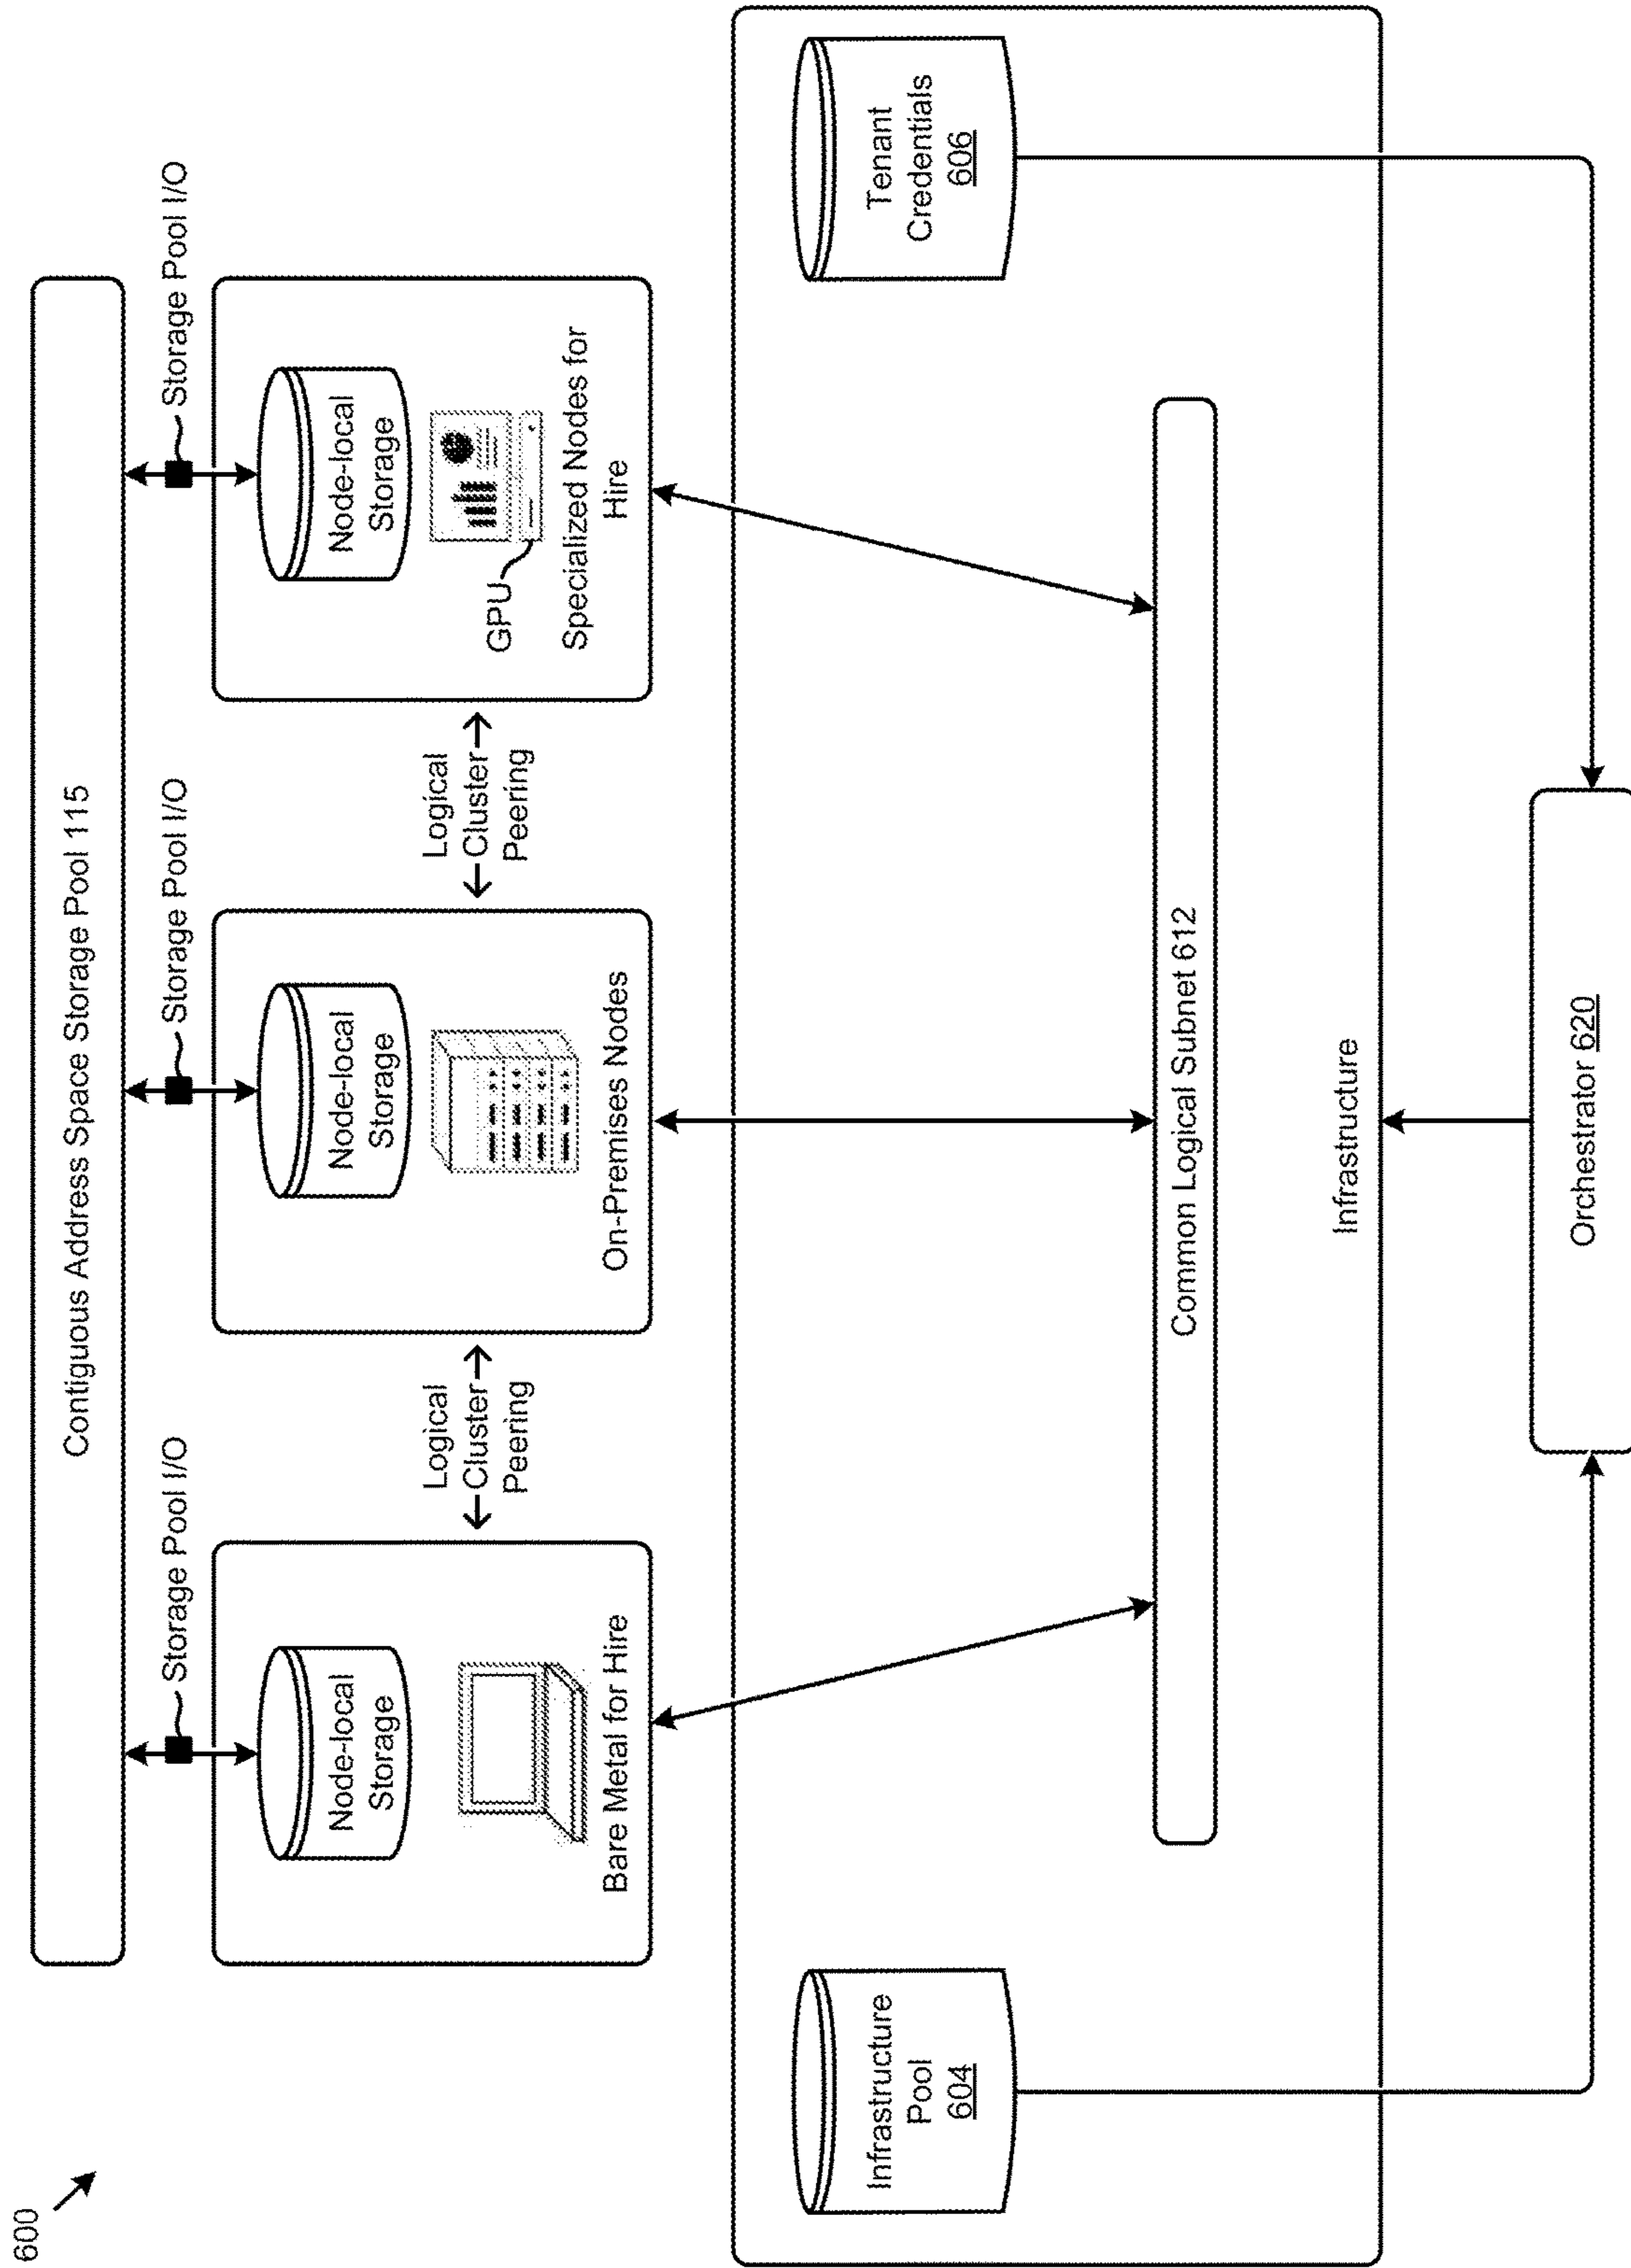 600
Contiguous Address Space Storage Pool 115
Storage Pool I/O
Storage Pool I/O
Storage Pool I/O
Node-local
Storage
Bare Metal for Hire
Logical
Cluster
Peering
Node-local
Storage
On-Premises Nodes
Logical
Cluster
Peering
Node-local
Storage
GPU
Specialized Nodes for
Hire
Infrastructure
Pool
604
Tenant
Credentials
606
Common Logical Subnet 612
Infrastructure
Orchestrator 620